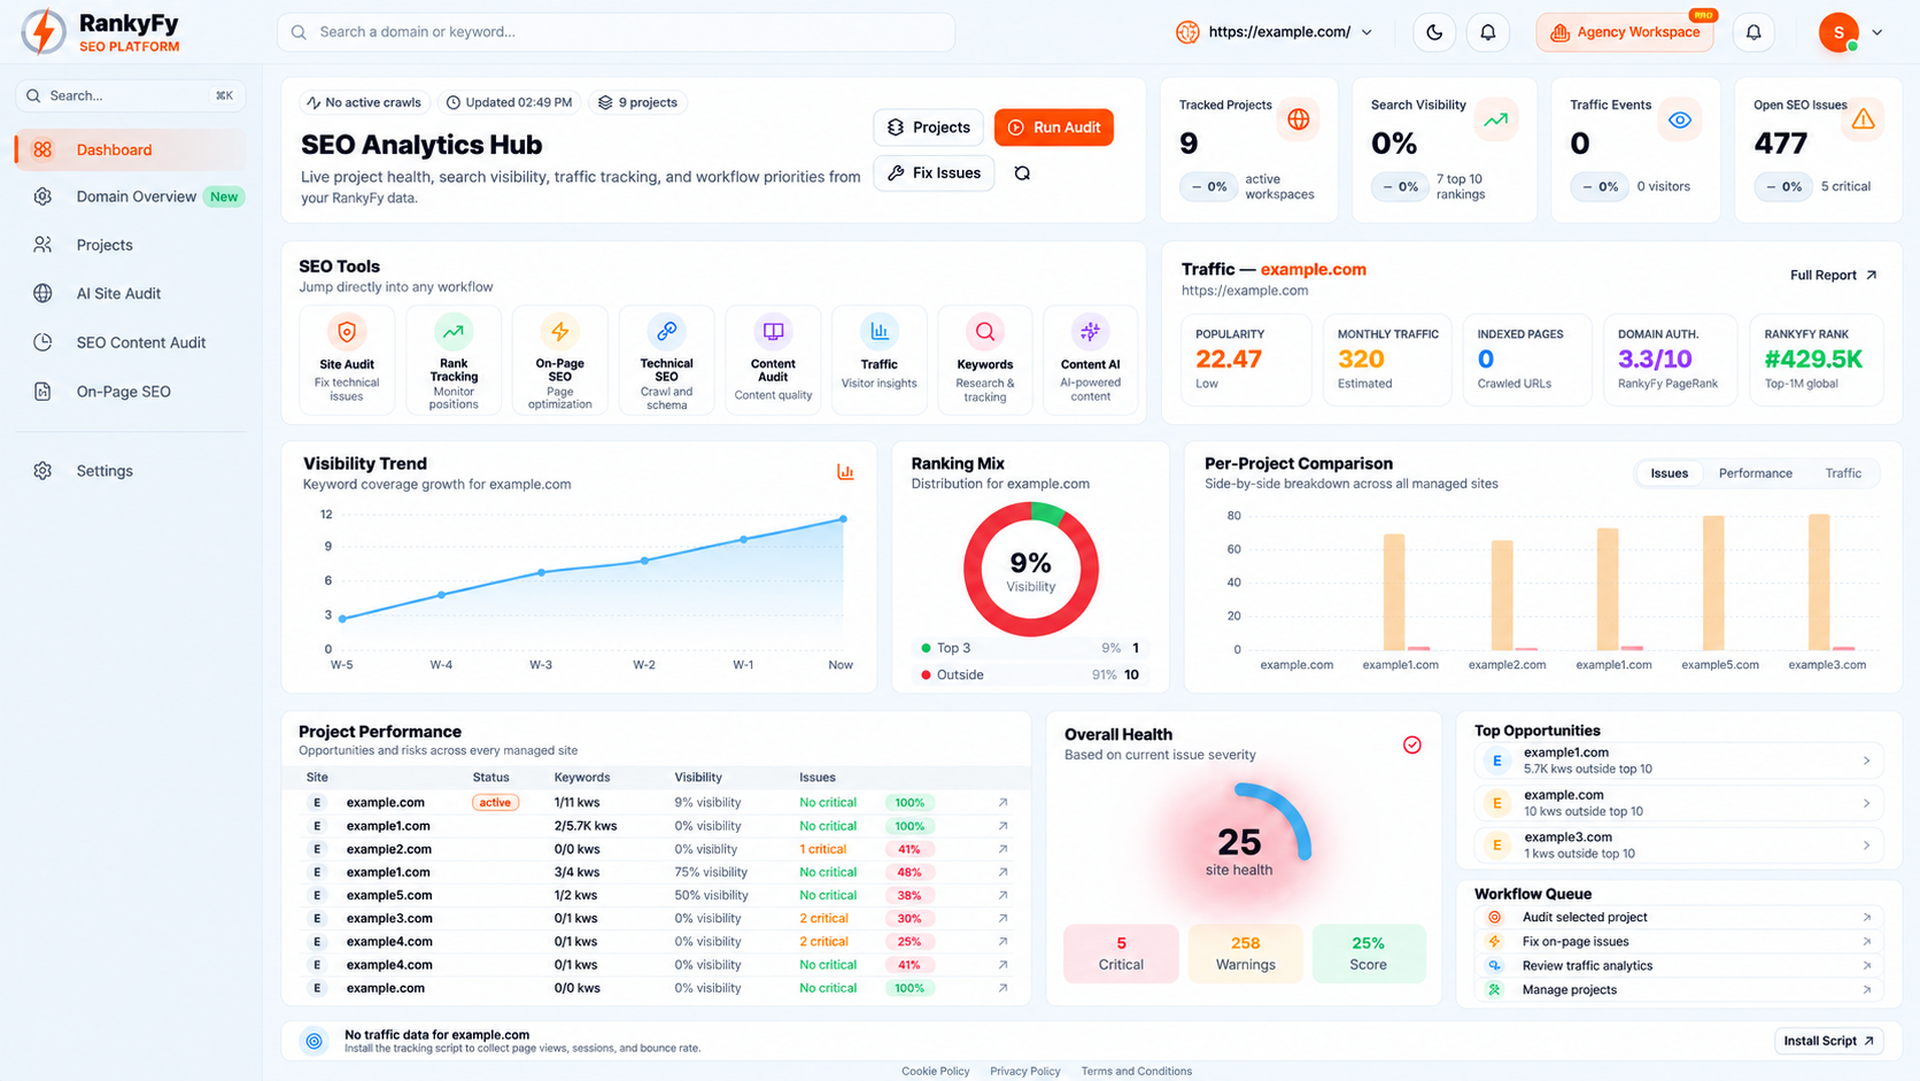 RankyFy
SEO PLATFORM
Search a domain or keyword...
https://example.com/
Agency Workspace
PRO
S
Search...
⌘K
Dashboard
Domain Overview New
Projects
AI Site Audit
SEO Content Audit
On-Page SEO
Settings
No active crawls
Updated 02:49 PM
9 projects
SEO Analytics Hub
Live project health, search visibility, traffic tracking, and workflow priorities from
your RankyFy data.
Projects
Run Audit
Fix Issues
Tracked Projects
9
– 0%
active
workspaces
Search Visibility
0%
– 0%
7 top 10
rankings
Traffic Events
0
– 0%
0 visitors
Open SEO Issues
477
– 0%
5 critical
SEO Tools
Jump directly into any workflow
Site Audit
Fix technical
issues
Rank
Tracking
Monitor
positions
On-Page
SEO
Page
optimization
Technical
SEO
Crawl and
schema
Content
Audit
Content quality
Traffic
Visitor insights
Keywords
Research &
tracking
Content AI
AI-powered
content
Traffic — example.com
https://example.com
Full Report
POPULARITY
22.47
Low
MONTHLY TRAFFIC
320
Estimated
INDEXED PAGES
0
Crawled URLs
DOMAIN AUTH.
3.3/10
RankyFy PageRank
RANKYFY RANK
#429.5K
Top-1M global
Visibility Trend
Keyword coverage growth for example.com
12
9
6
3
0
W-5 W-4 W-3 W-2 W-1 Now
Ranking Mix
Distribution for example.com
9%
Visibility
Top 3 9% 1
Outside 91% 10
Per-Project Comparison
Side-by-side breakdown across all managed sites
Issues Performance Traffic
80
60
40
20
0
example.com example1.com example2.com example1.com example5.com example3.com
Project Performance
Opportunities and risks across every managed site
Site Status Keywords Visibility Issues
E example.com active 1/11 kws 9% visibility No critical 100%
E example1.com 2/5.7K kws 0% visibility No critical 100%
E example2.com 0/0 kws 0% visiblity 1 critical 41%
E example1.com 3/4 kws 75% visibility No critical 48%
E example5.com 1/2 kws 50% visibility No critical 38%
E example3.com 0/1 kws 0% visibility 2 critical 30%
E example4.com 0/1 kws 0% visibility 2 critical 25%
E example4.com 0/1 kws 0% visibility No critical 41%
E example.com 0/0 kws 0% visibility No critical 100%
Overall Health
Based on current issue severity
25
site health
5
Critical
258
Warnings
25%
Score
Top Opportunities
E
example1.com
5.7K kws outside top 10
E
example.com
10 kws outside top 10
E
example3.com
1 kws outside top 10
Workflow Queue
Audit selected project
Fix on-page issues
Review traffic analytics
Manage projects
No traffic data for example.com
Install the tracking script to collect page views, sessions, and bounce rate.
Install Script
Cookie Policy Privacy Policy Terms and Conditions